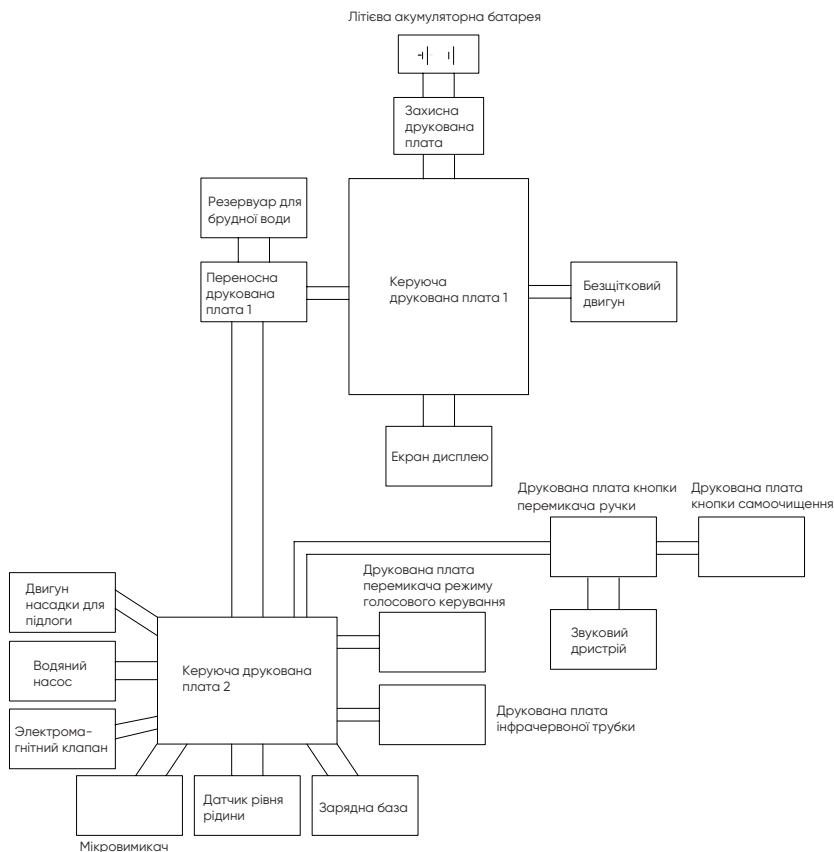 Літієва акумуляторна батарея
Захисна
друкована
плата
Резервуар для
брудної води
Переносна
друкована
плата 1
Керуюча
друкована плата 1
Безщітковий
двигун
Екран дисплею
Друкована плата кнопки
перемикача ручки
Друкована плата
кнопки самоочищення
Двигун
насадки для
підлоги
Друкована плата
перемикача режиму
голосового керування
Звуковий
дристрій
Водяний
насос
Керуюча друкована
плата 2
Электрома-
гнітний клапан
Друкована плата
інфрачервоної трубки
Датчик рівня
рідини
Зарядна база
Мікровимикач